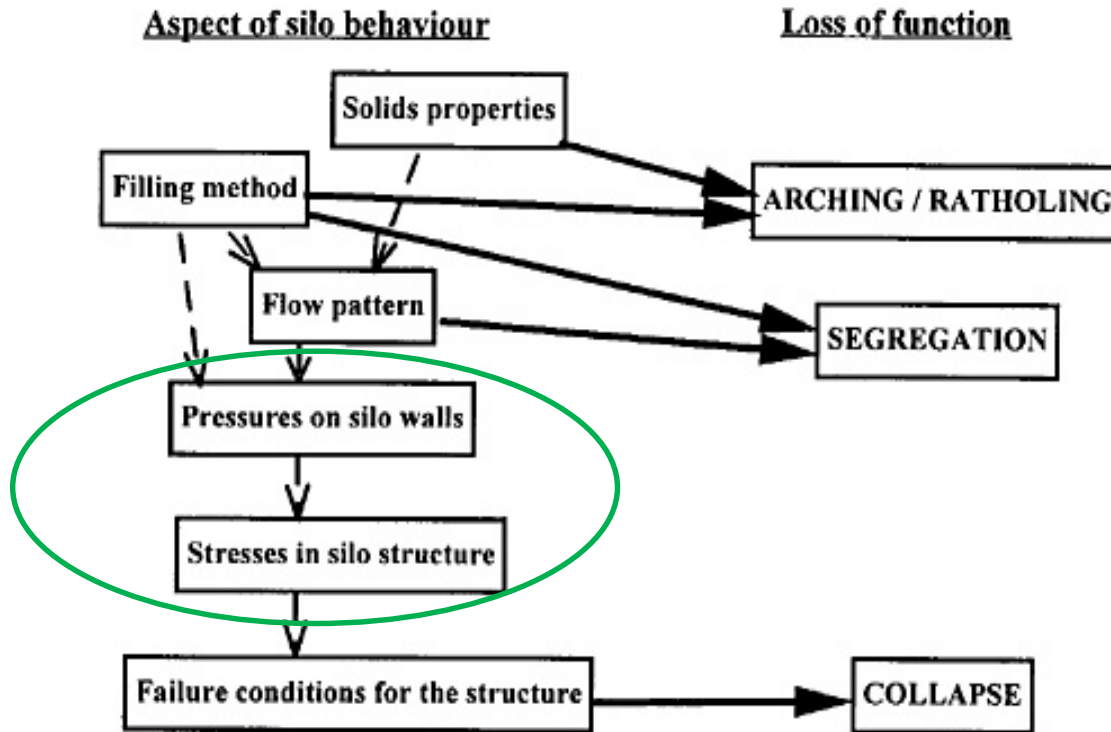 Aspect of silo behaviour
Loss of function
Solids properties
Filling method
ARCHING / RATHOLING
Flow pattern
SEGREGATION
Pressures on silo walls
Stresses in silo structure
Failure conditions for the structure
COLLAPSE